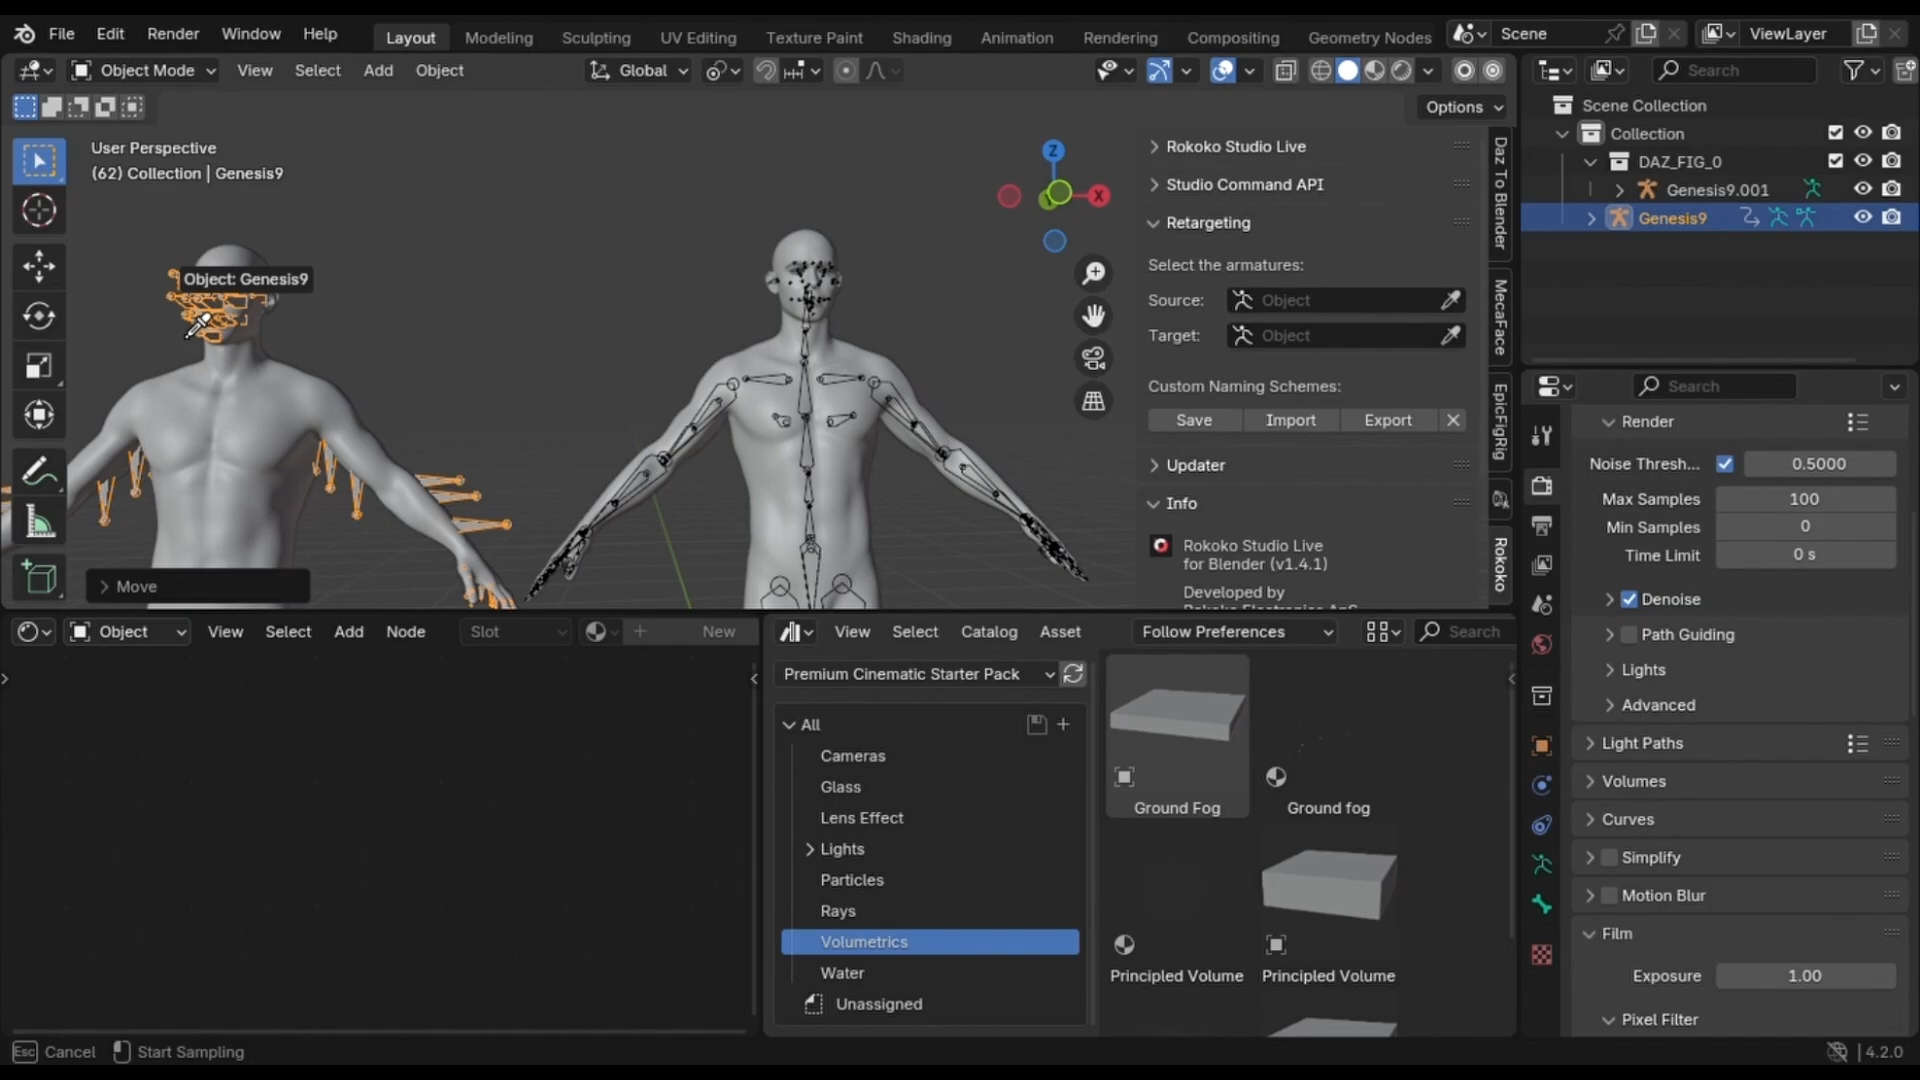 File Edit Render Window Help Layout Modeling Sculpting UV Editing Texture Paint Shading Animation Rendering Compositing Geometry Nodes Scene ViewLayer
Object Mode View Select Add Object Global Search
Options
User Perspective
(62) Collection | Genesis9
Object: Genesis9
Z
X
Move
Rokoko Studio Live
Studio Command API
Retargeting
Select the armatures:
Source: Object
Target: Object
Custom Naming Schemes:
Save Import Export
Updater
Info
Rokoko Studio Live
for Blender (v1.4.1)
Developed by
Rokoko Electronics ApS
Daz To Blender
MecaFace
EpicFigRig
Rokoko
Scene Collection
Collection
DAZ_FIG_0
Genesis9.001
Genesis9
Search
Render
Noise Thresh... 0.5000
Max Samples 100
Min Samples 0
Time Limit 0 s
Denoise
Path Guiding
Lights
Advanced
Light Paths
Volumes
Curves
Simplify
Motion Blur
Film
Exposure 1.00
Pixel Filter
Object View Select Add Node Slot New
View Select Catalog Asset Follow Preferences Search
Premium Cinematic Starter Pack
All
Cameras
Glass
Lens Effect
Lights
Particles
Rays
Volumetrics
Water
Unassigned
Ground Fog Ground fog
Principled Volume Principled Volume
Esc Cancel Start Sampling 4.2.0